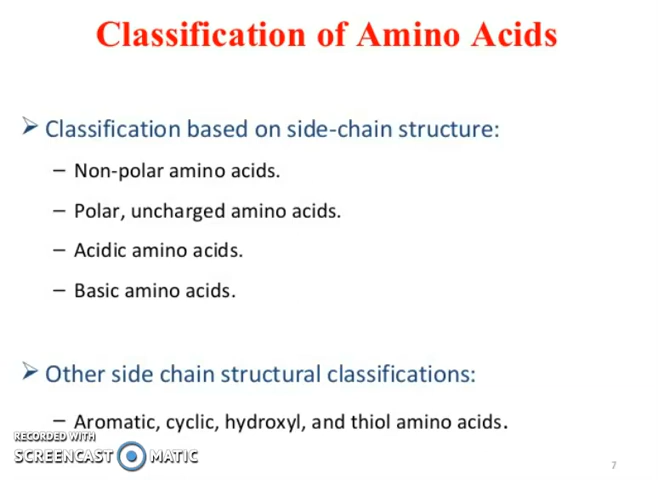 Classification of Amino Acids
➢ Classification based on side-chain structure:
– Non-polar amino acids.
– Polar, uncharged amino acids.
– Acidic amino acids.
– Basic amino acids.
➢ Other side chain structural classifications:
– Aromatic, cyclic, hydroxyl, and thiol amino acids.
RECORDED WITH
SCREENCAST MATIC
7